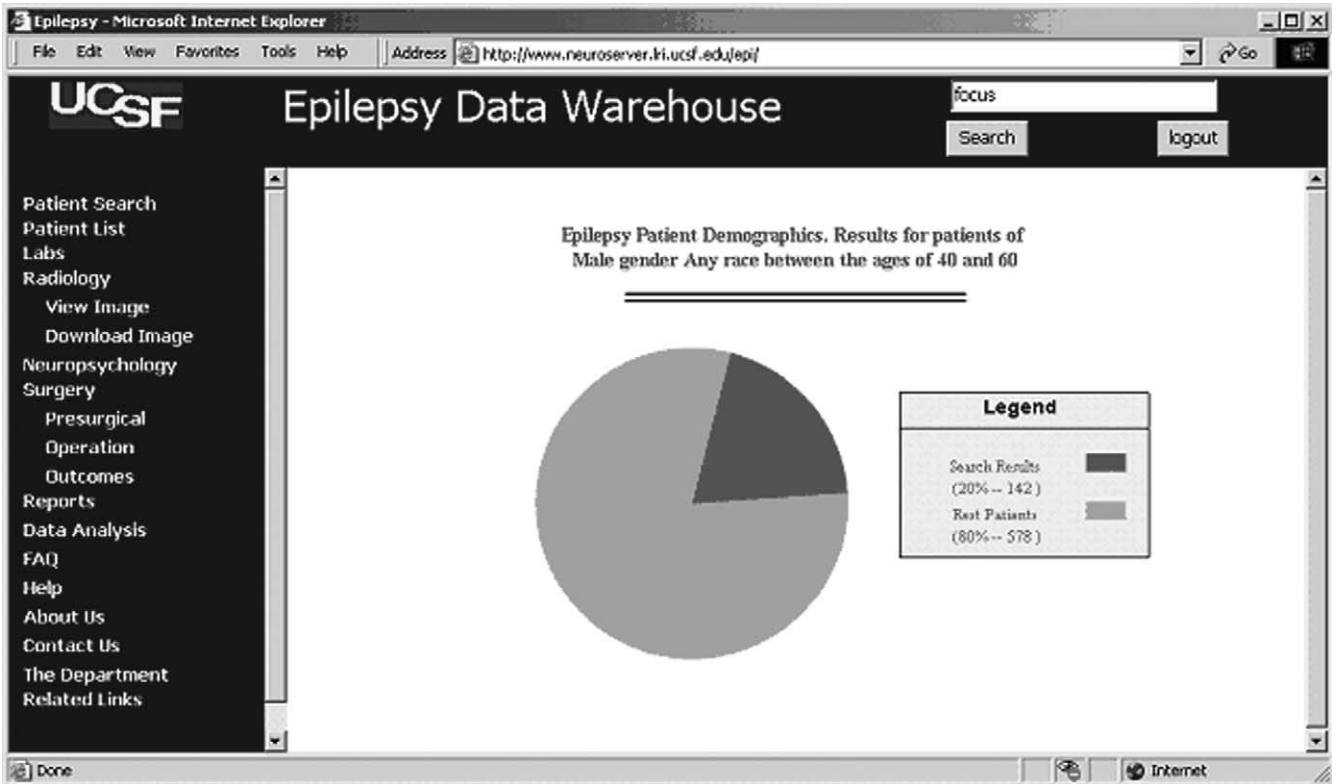 Epilepsy - Microsoft Internet Explorer
File Edit View Favorites Tools Help Address http://www.neuroserver.lri.ucsf.edu/epi/ Go
UCSF
Epilepsy Data Warehouse
focus
Search logout
Patient Search
Patient List
Labs
Radiology
View Image
Download Image
Neuropsychology
Surgery
Presurgical
Operation
Outcomes
Reports
Data Analysis
FAQ
Help
About Us
Contact Us
The Department
Related Links
Epilepsy Patient Demographics. Results for patients of
Male gender Any race between the ages of 40 and 60
Legend
Search Results
(20% -- 142 )
Rest Patients
(80% -- 578 )
Done
Internet